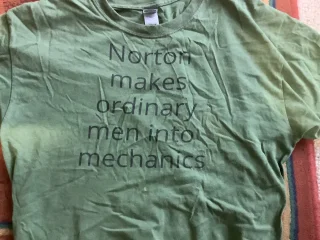 Norton
makes
ordinary
men into
mechanics